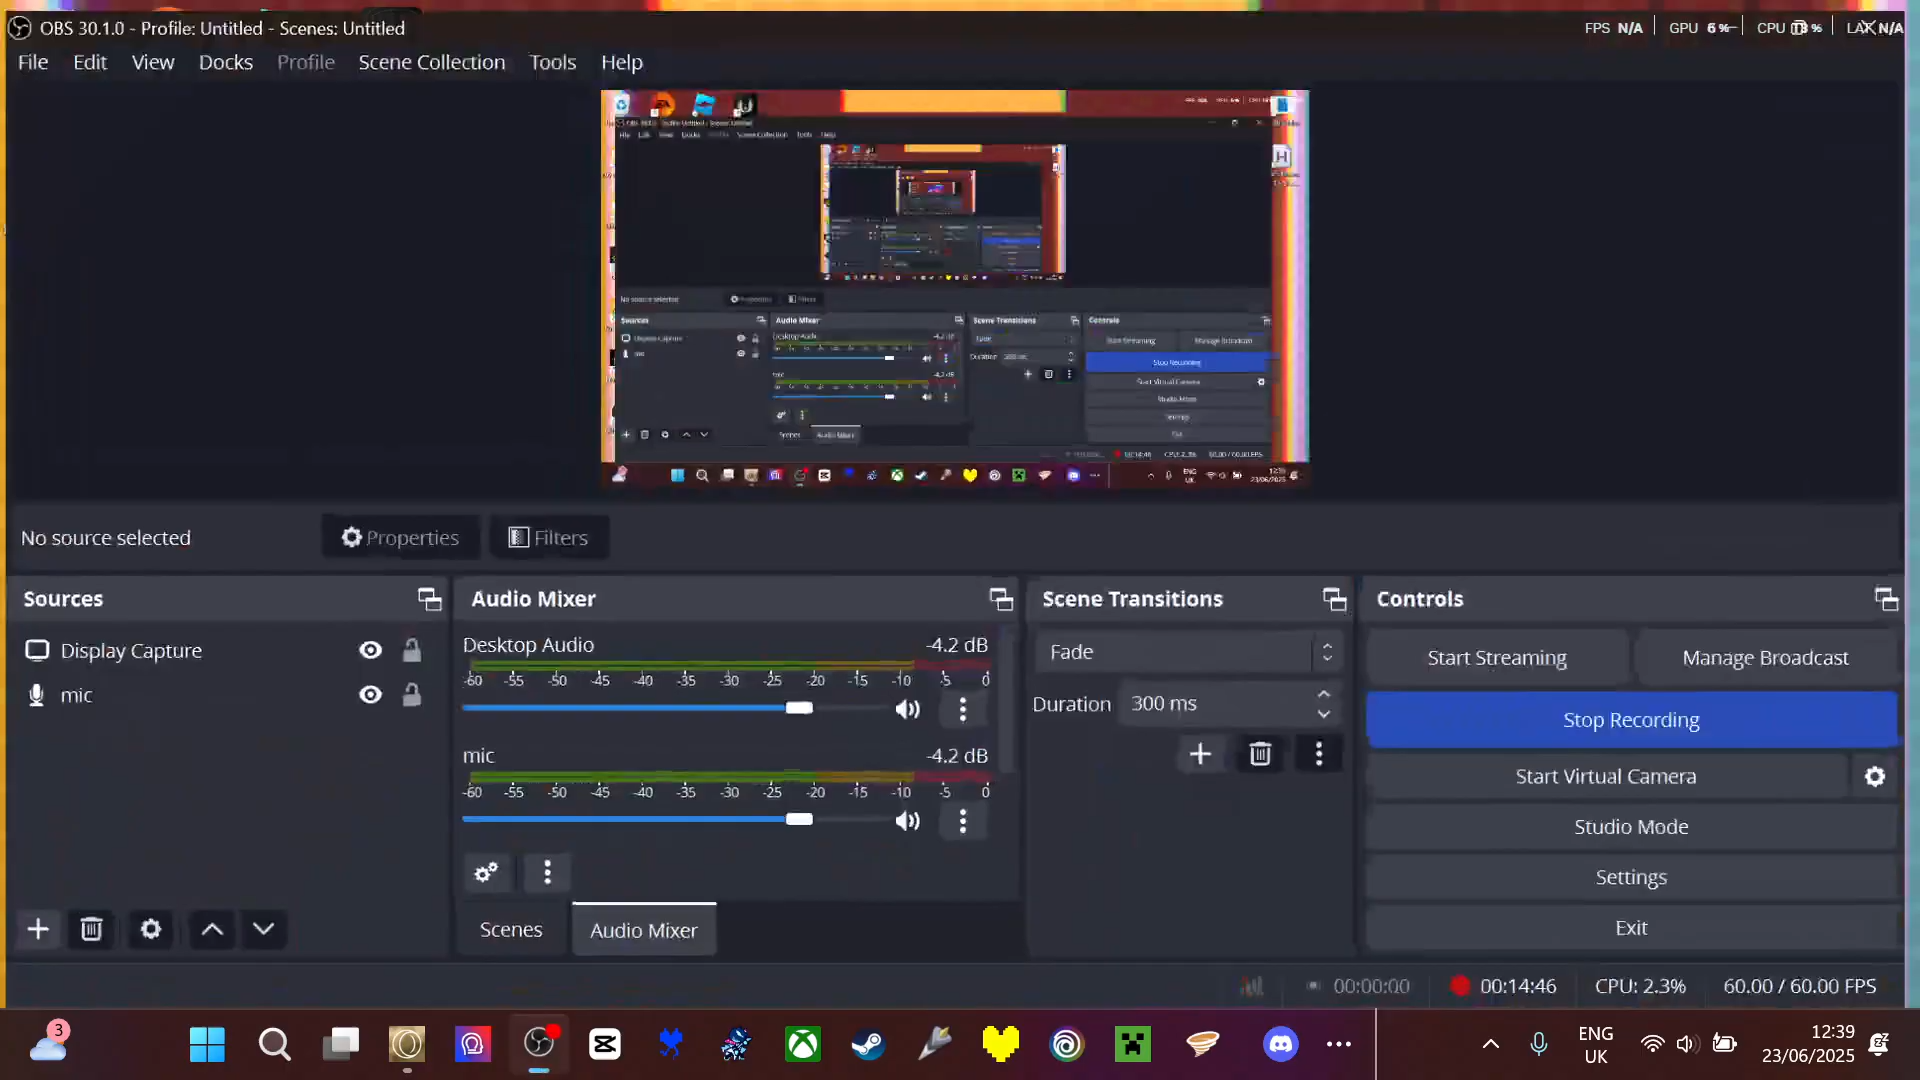 OBS 30.1.0 - Profile: Untitled - Scenes: Untitled
FPS N/A GPU 6 % CPU % LAT N/A
File Edit View Docks Profile Scene Collection Tools Help
No source selected Properties Filters
Sources Audio Mixer Scene Transitions Controls
Display Capture
mic
Desktop Audio -4.2 dB
-60 -55 -50 -45 -40 -35 -30 -25 -20 -15 -10 -5 0
mic -4.2 dB
-60 -55 -50 -45 -40 -35 -30 -25 -20 -15 -10 -5 0
Scenes Audio Mixer
Fade
Duration 300 ms
Start Streaming Manage Broadcast
Stop Recording
Start Virtual Camera
Studio Mode
Settings
Exit
00:00:00 00:14:46 CPU: 2.3% 60.00 / 60.00 FPS
3
ENG
UK
12:39
23/06/2025